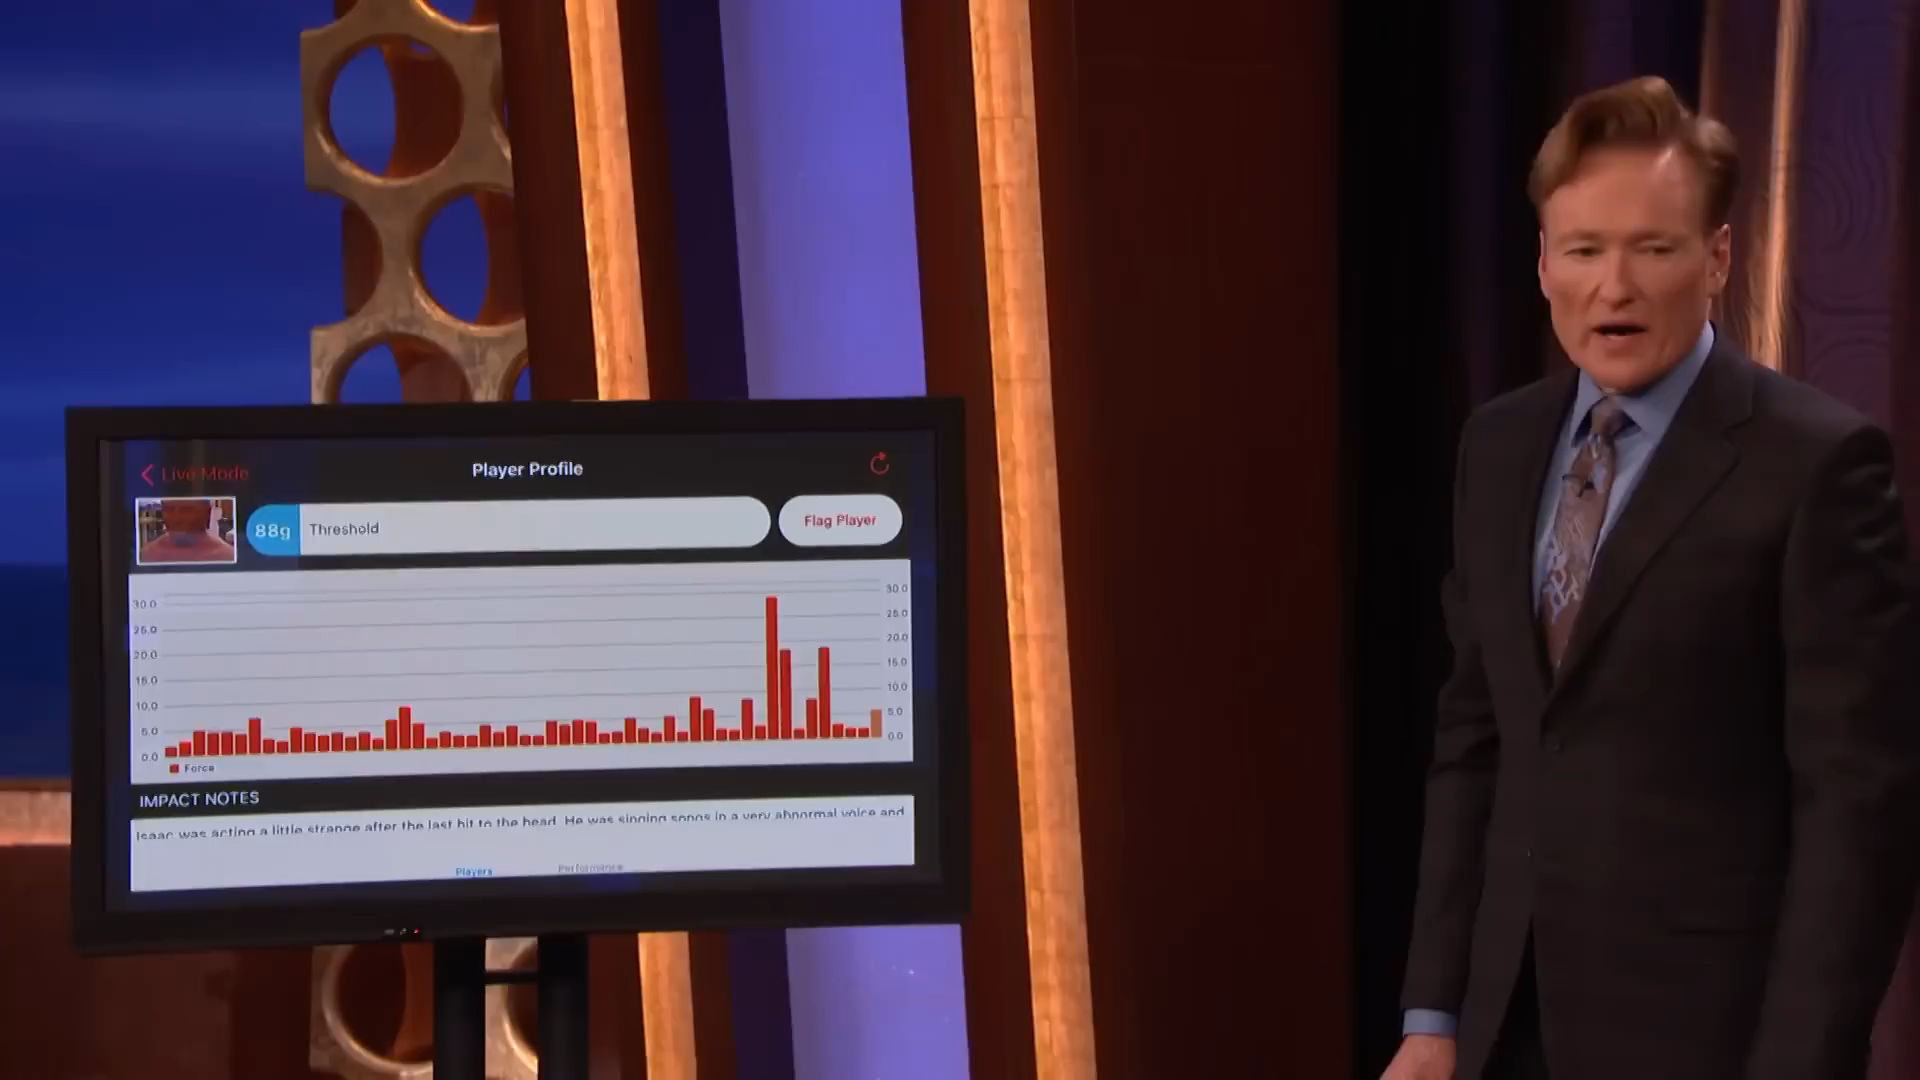 Live Mode
Player Profile
88g
Threshold
Flag Player
30.0
25.0
20.0
15.0
10.0
5.0
0.0
30.0
25.0
20.0
15.0
10.0
5.0
0.0
Force
IMPACT NOTES
Isaac was acting a little strange after the last hit to the head. He was singing songs in a very abnormal voice and
Players
Performance